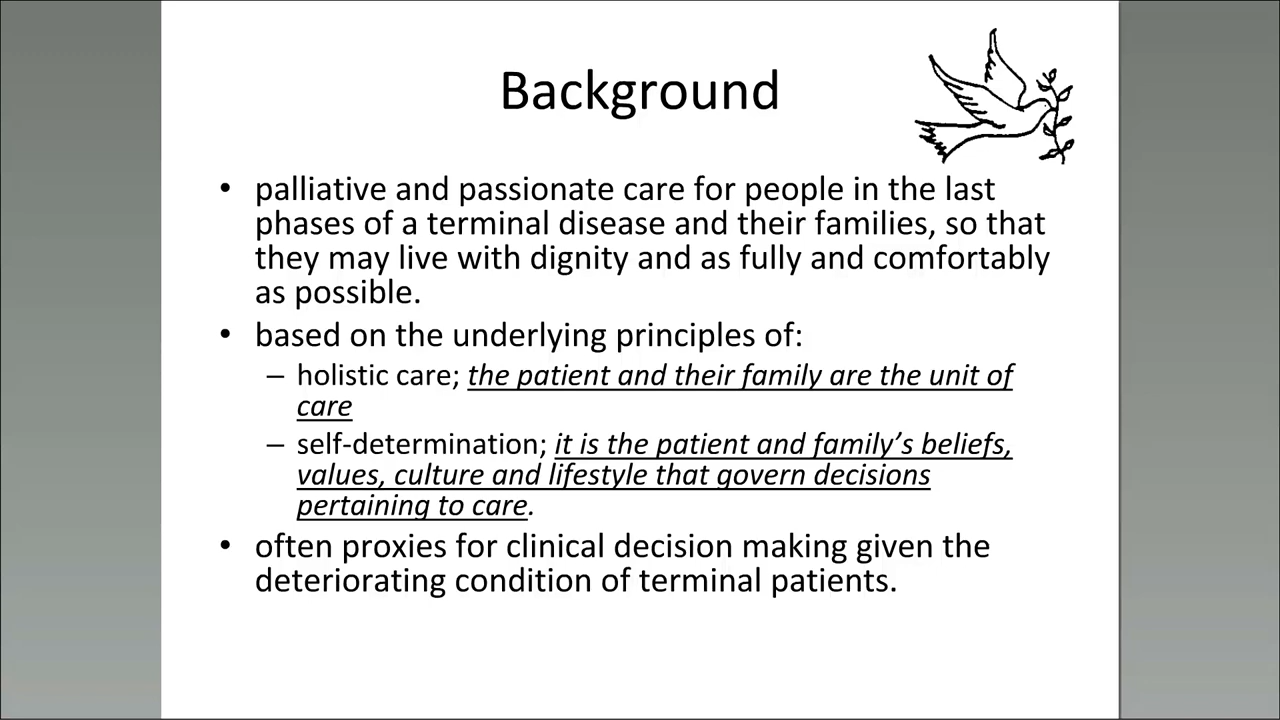 Background
• palliative and passionate care for people in the last
phases of a terminal disease and their families, so that
they may live with dignity and as fully and comfortably
as possible.
• based on the underlying principles of:
– holistic care; the patient and their family are the unit of
care
– self-determination; it is the patient and family’s beliefs,
values, culture and lifestyle that govern decisions
pertaining to care.
• often proxies for clinical decision making given the
deteriorating condition of terminal patients.